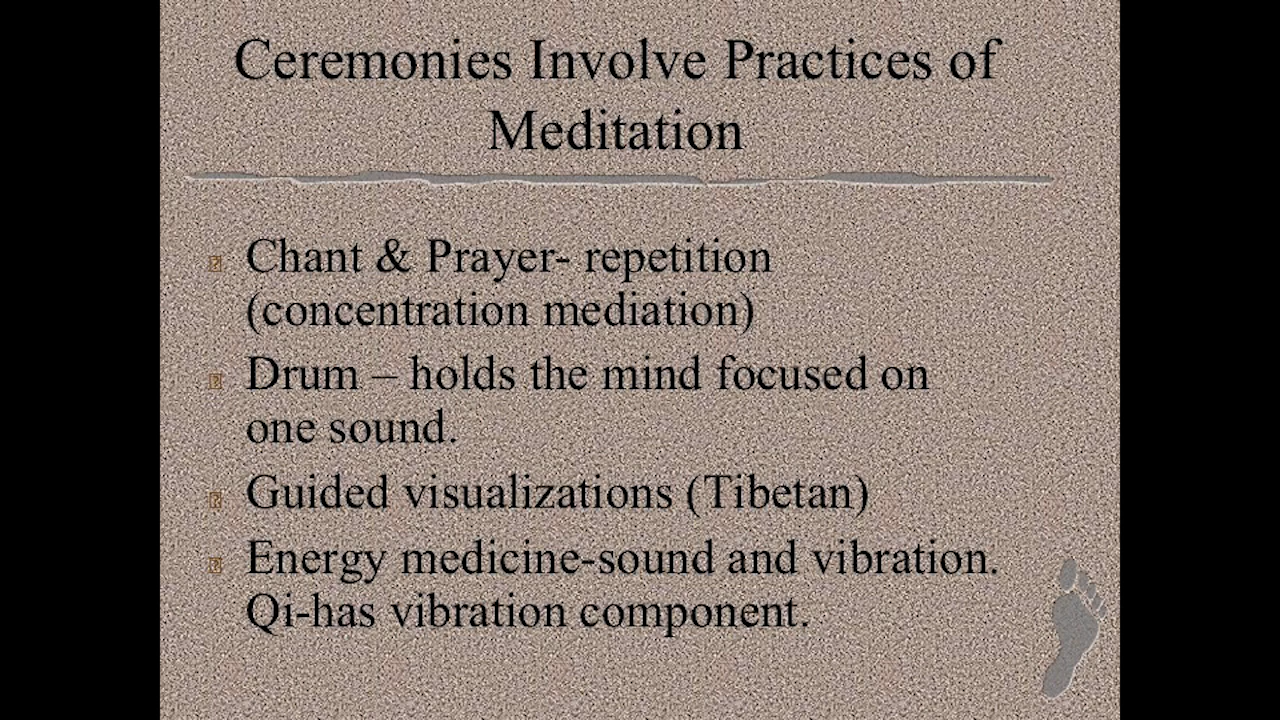 Ceremonies Involve Practices of
Meditation
Chant & Prayer- repetition
(concentration mediation)
Drum – holds the mind focused on
one sound.
Guided visualizations (Tibetan)
Energy medicine-sound and vibration.
Qi-has vibration component.